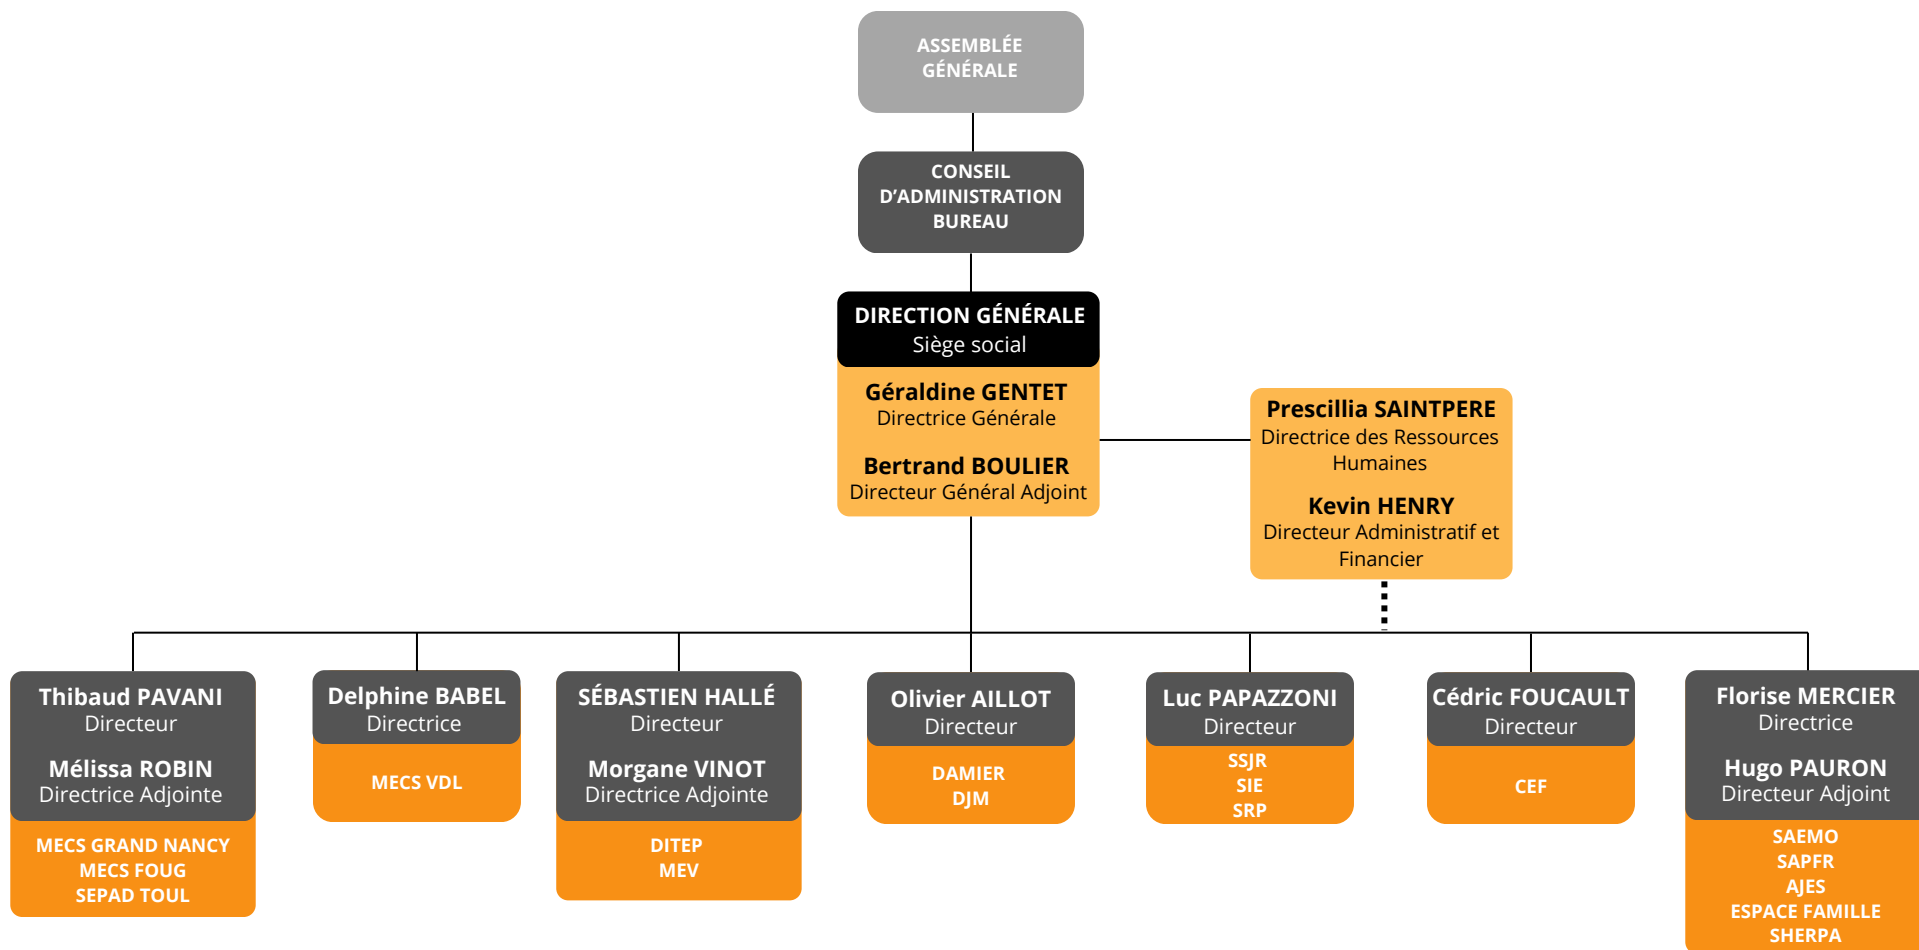 ASSEMBLÉE
GÉNÉRALE
CONSEIL
D’ADMINISTRATION
BUREAU
DIRECTION GÉNÉRALE
Siège social
Géraldine GENTET
Directrice Générale
Bertrand BOULIER
Directeur Général Adjoint
Prescillia SAINTPERE
Directrice des Ressources
Humaines
Kevin HENRY
Directeur Administratif et
Financier
Thibaud PAVANI
Directeur
Mélissa ROBIN
Directrice Adjointe
MECS GRAND NANCY
MECS FOUG
SEPAD TOUL
Delphine BABEL
Directrice
MECS VDL
SÉBASTIEN HALLÉ
Directeur
Morgane VINOT
Directrice Adjointe
DITEP
MEV
Olivier AILLOT
Directeur
DAMIER
DJM
Luc PAPAZZONI
Directeur
SSJR
SIE
SRP
Cédric FOUCAULT
Directeur
CEF
Florise MERCIER
Directrice
Hugo PAURON
Directeur Adjoint
SAEMO
SAPFR
AJES
ESPACE FAMILLE
SHERPA